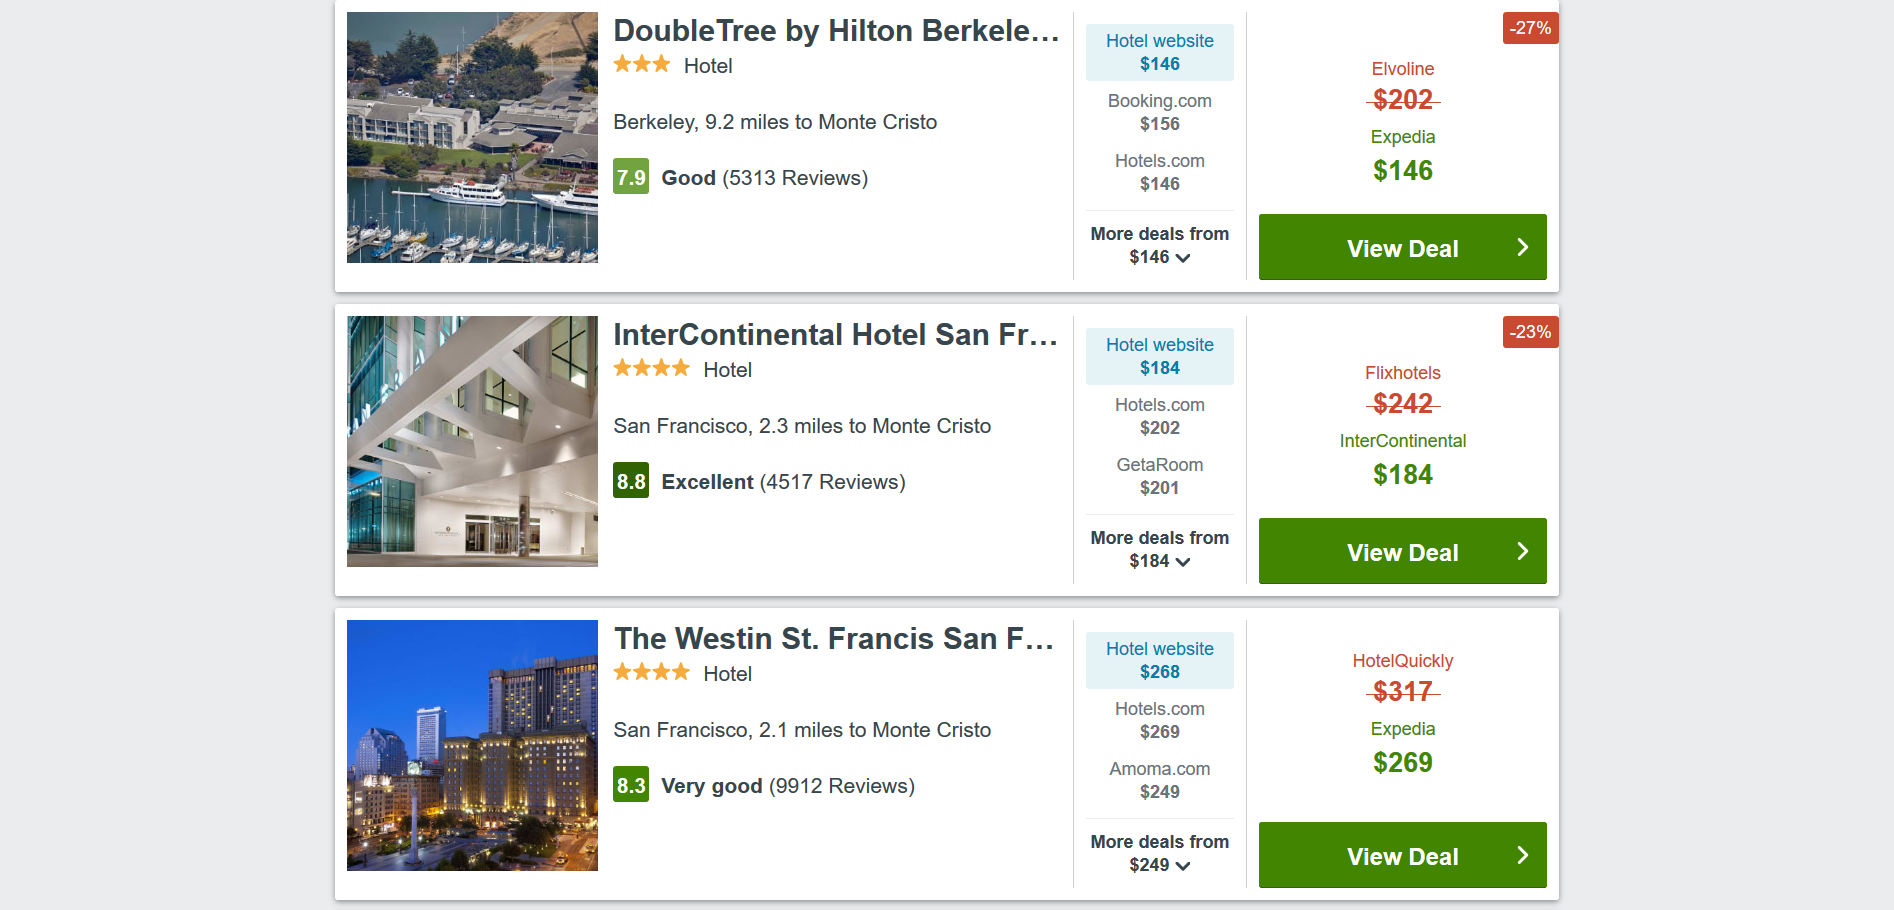 DoubleTree by Hilton Berkele...
Hotel
Berkeley, 9.2 miles to Monte Cristo
7.9 Good (5313 Reviews)
Hotel website
$146
Booking.com
$156
Hotels.com
$146
More deals from
$146
-27%
Elvoline
$202
Expedia
$146
View Deal
InterContinental Hotel San Fr...
Hotel
San Francisco, 2.3 miles to Monte Cristo
8.8 Excellent (4517 Reviews)
Hotel website
$184
Hotels.com
$202
GetaRoom
$201
More deals from
$184
-23%
Flixhotels
$242
InterContinental
$184
View Deal
The Westin St. Francis San F...
Hotel
San Francisco, 2.1 miles to Monte Cristo
8.3 Very good (9912 Reviews)
Hotel website
$268
Hotels.com
$269
Amoma.com
$249
More deals from
$249
HotelQuickly
$317
Expedia
$269
View Deal